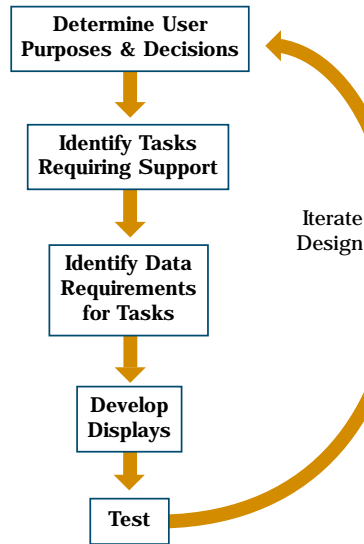 Determine User
Purposes & Decisions
Identify Tasks
Requiring Support
Iterate
Design
Identify Data
Requirements
for Tasks
Develop
Displays
Test